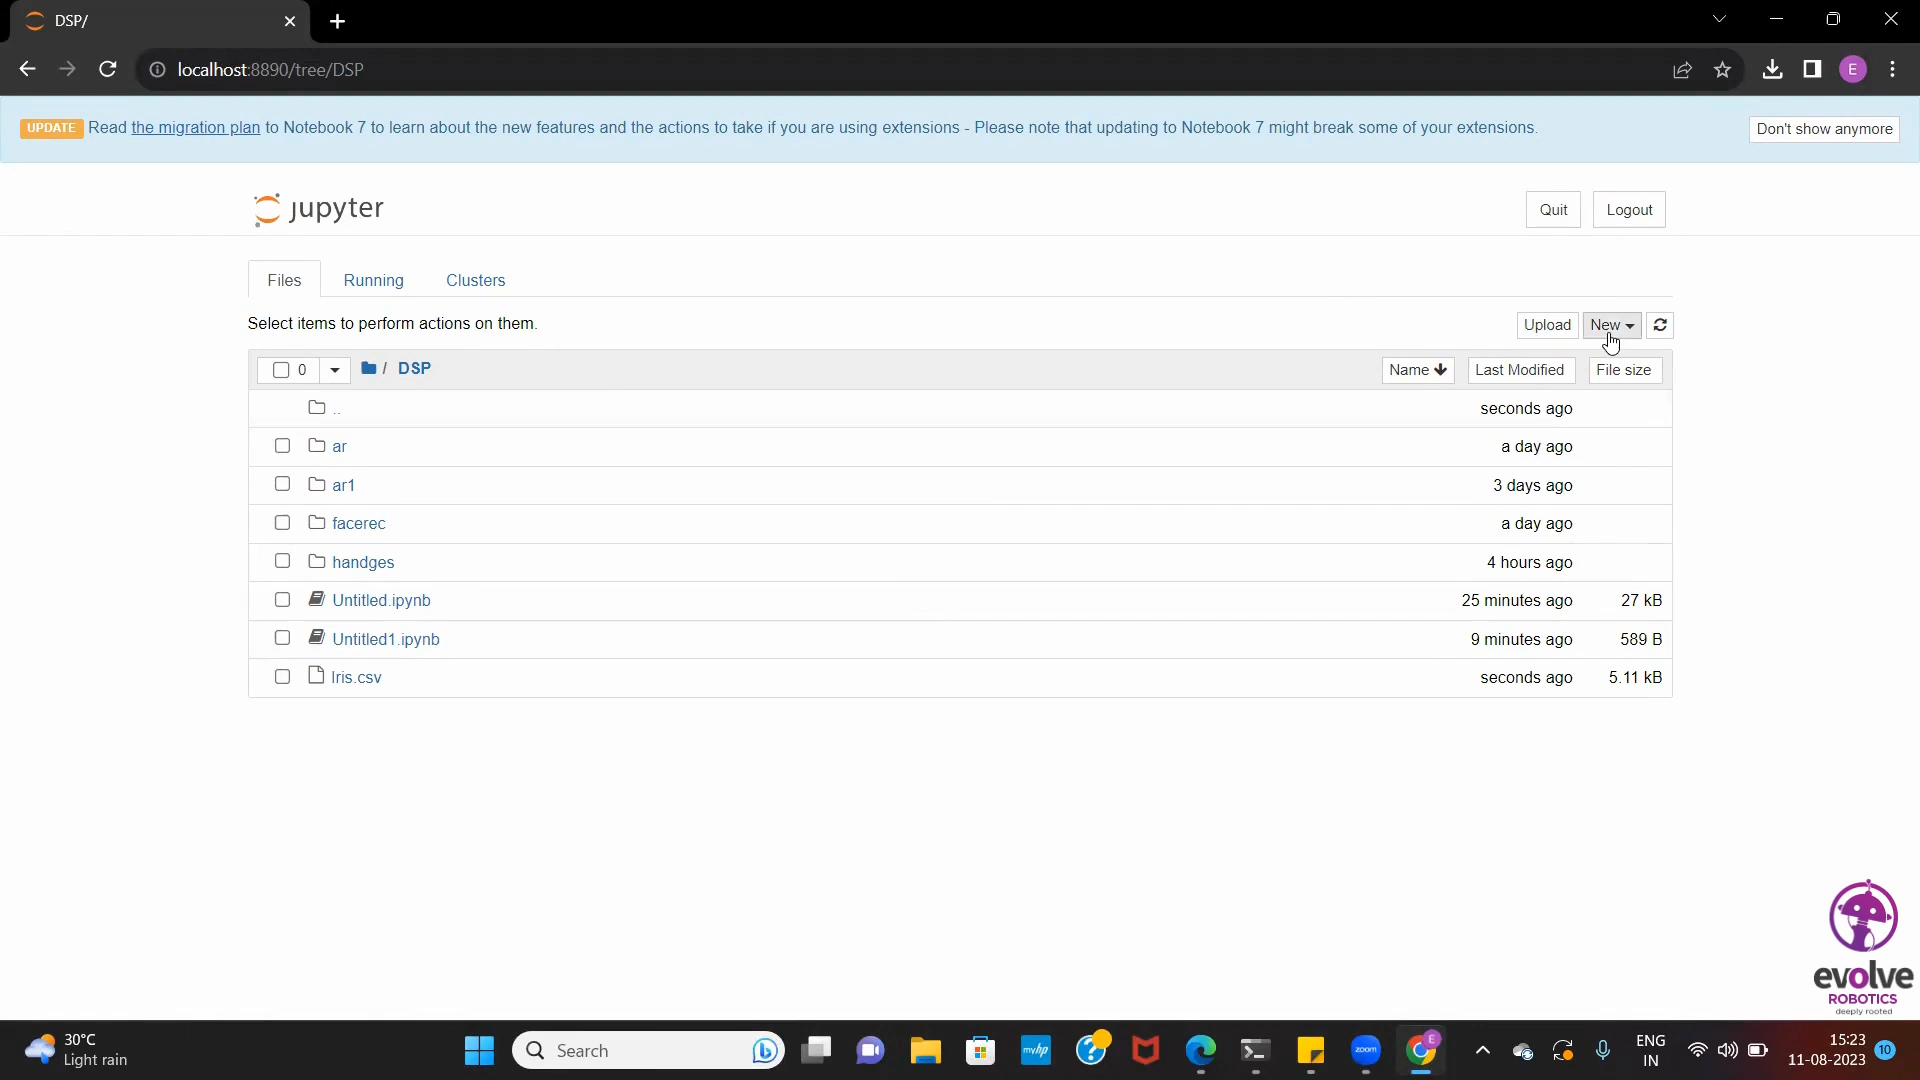 DSP/
localhost:8890/tree/DSP
E
UPDATE Read the migration plan to Notebook 7 to learn about the new features and the actions to take if you are using extensions - Please note that updating to Notebook 7 might break some of your extensions.
Don't show anymore
jupyter
Quit
Logout
Files
Running
Clusters
Select items to perform actions on them.
Upload
New
0
/ DSP
Name
Last Modified
File size
..
seconds ago
ar
a day ago
ar1
3 days ago
facerec
a day ago
handges
4 hours ago
Untitled.ipynb
25 minutes ago
27 kB
Untitled1.ipynb
9 minutes ago
589 B
Iris.csv
seconds ago
5.11 kB
evolve
ROBOTICS
deeply rooted
30°C
Light rain
Search
myhp
zoom
E
ENG
IN
15:23
11-08-2023
10